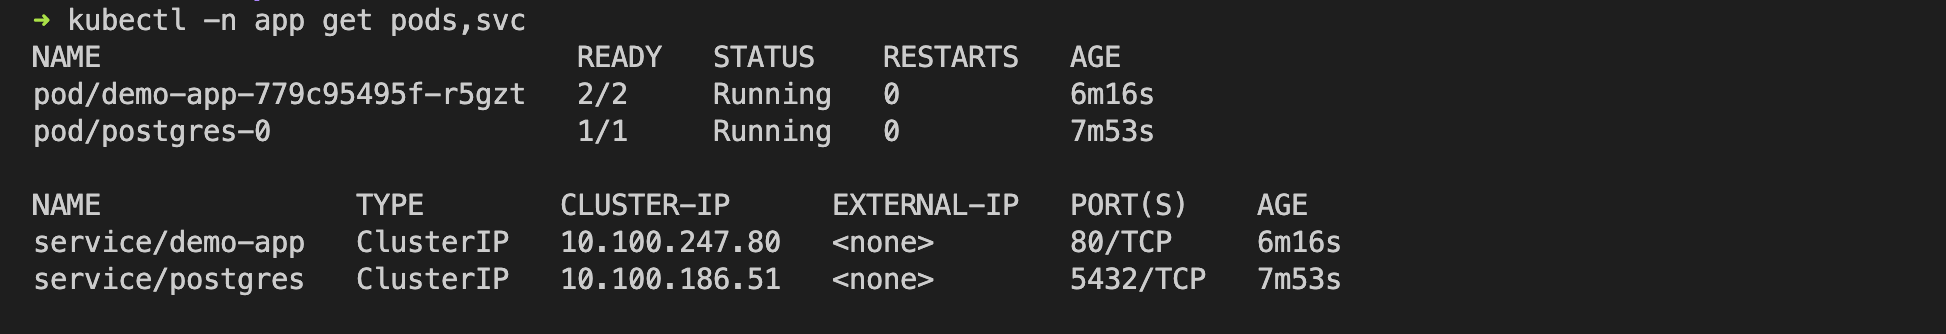 ➜ kubectl -n app get pods,svc
NAME                            READY   STATUS    RESTARTS   AGE
pod/demo-app-779c95495f-r5gzt   2/2     Running   0          6m16s
pod/postgres-0                  1/1     Running   0          7m53s

NAME               TYPE        CLUSTER-IP      EXTERNAL-IP   PORT(S)    AGE
service/demo-app   ClusterIP   10.100.247.80   <none>        80/TCP     6m16s
service/postgres   ClusterIP   10.100.186.51   <none>        5432/TCP   7m53s